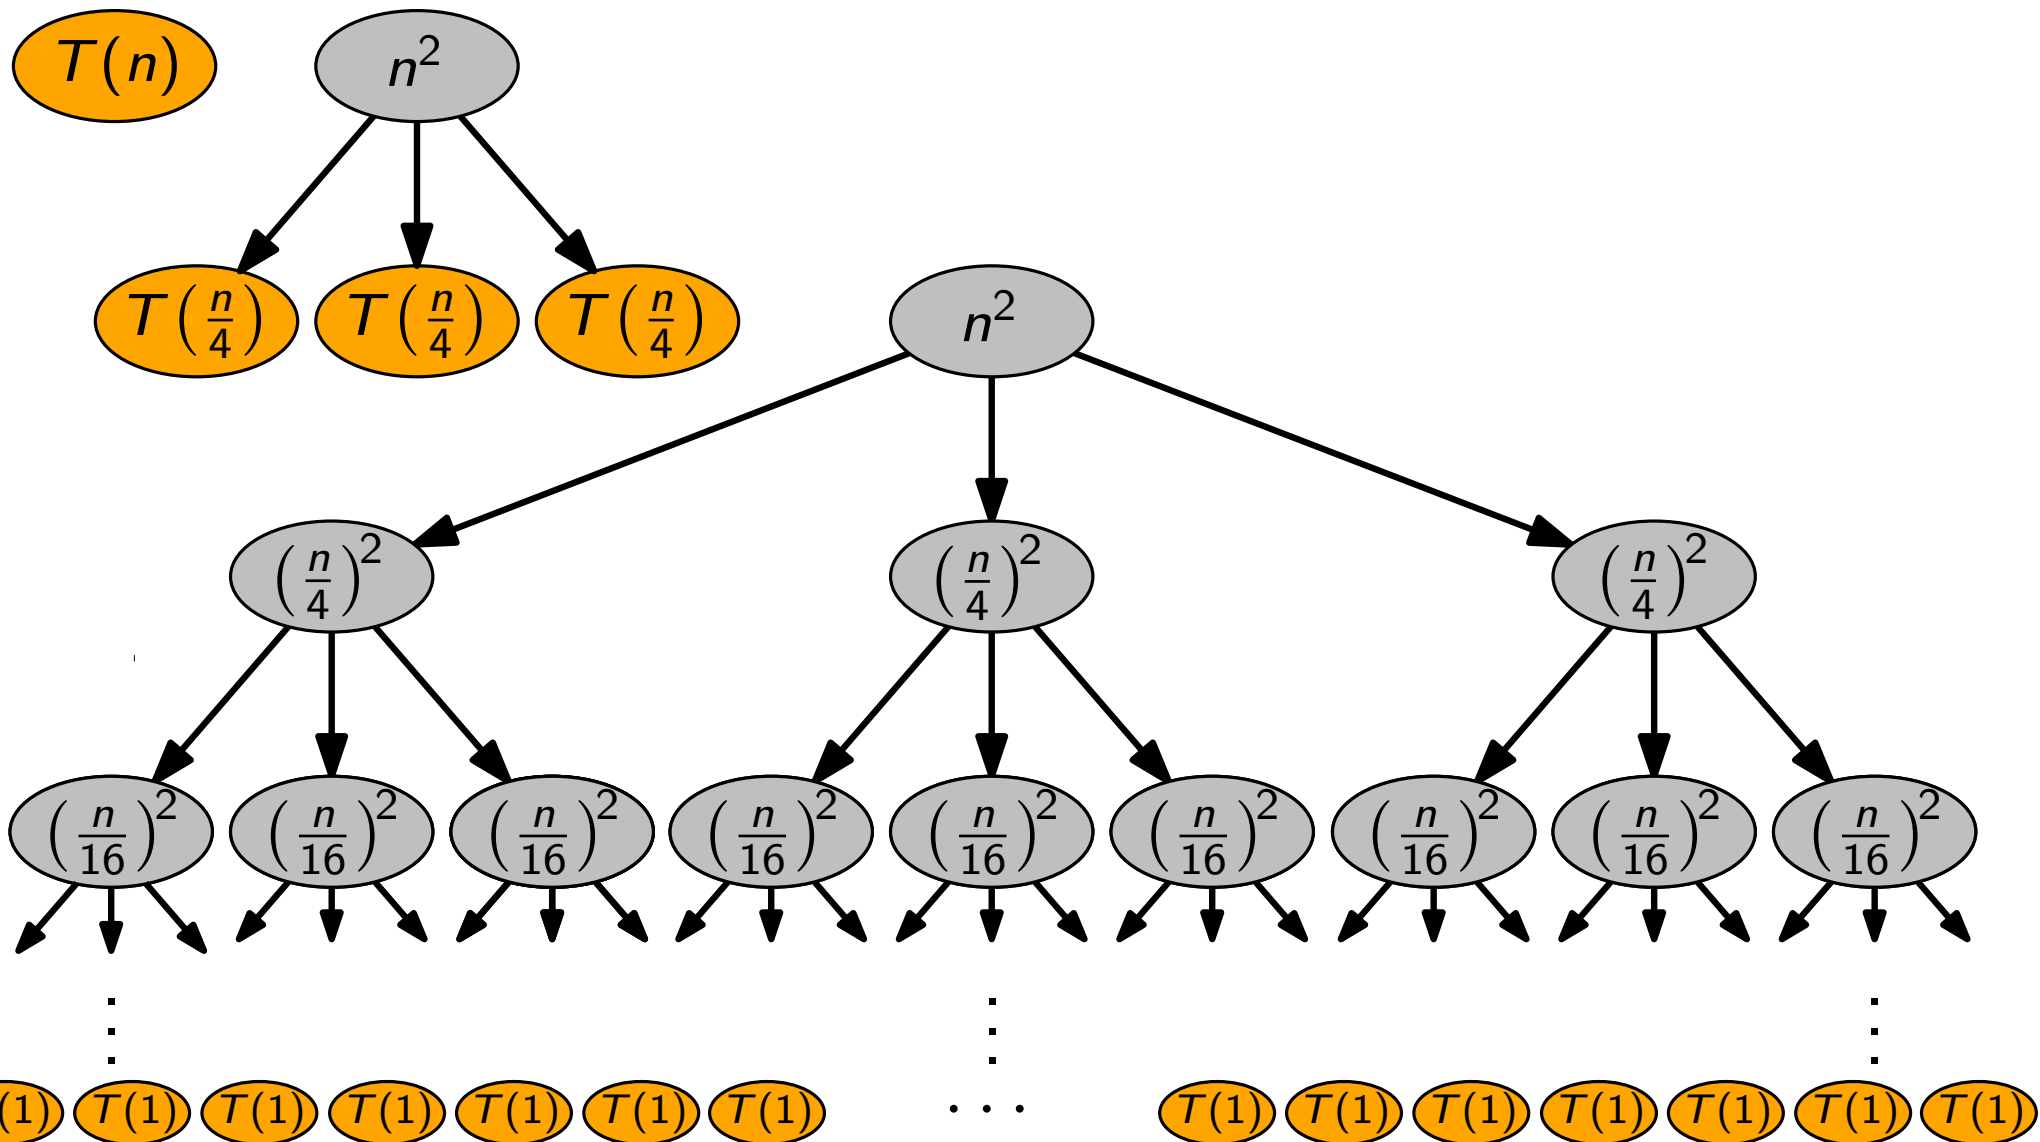 T(n) n²
T(n/4) T(n/4) T(n/4) n²
(n/4)² (n/4)² (n/4)²
(n/16)² (n/16)² (n/16)² (n/16)² (n/16)² (n/16)² (n/16)² (n/16)² (n/16)²
⋮ ⋮ ⋮
(1) T(1) T(1) T(1) T(1) T(1) T(1) ··· T(1) T(1) T(1) T(1) T(1) T(1) T(1)